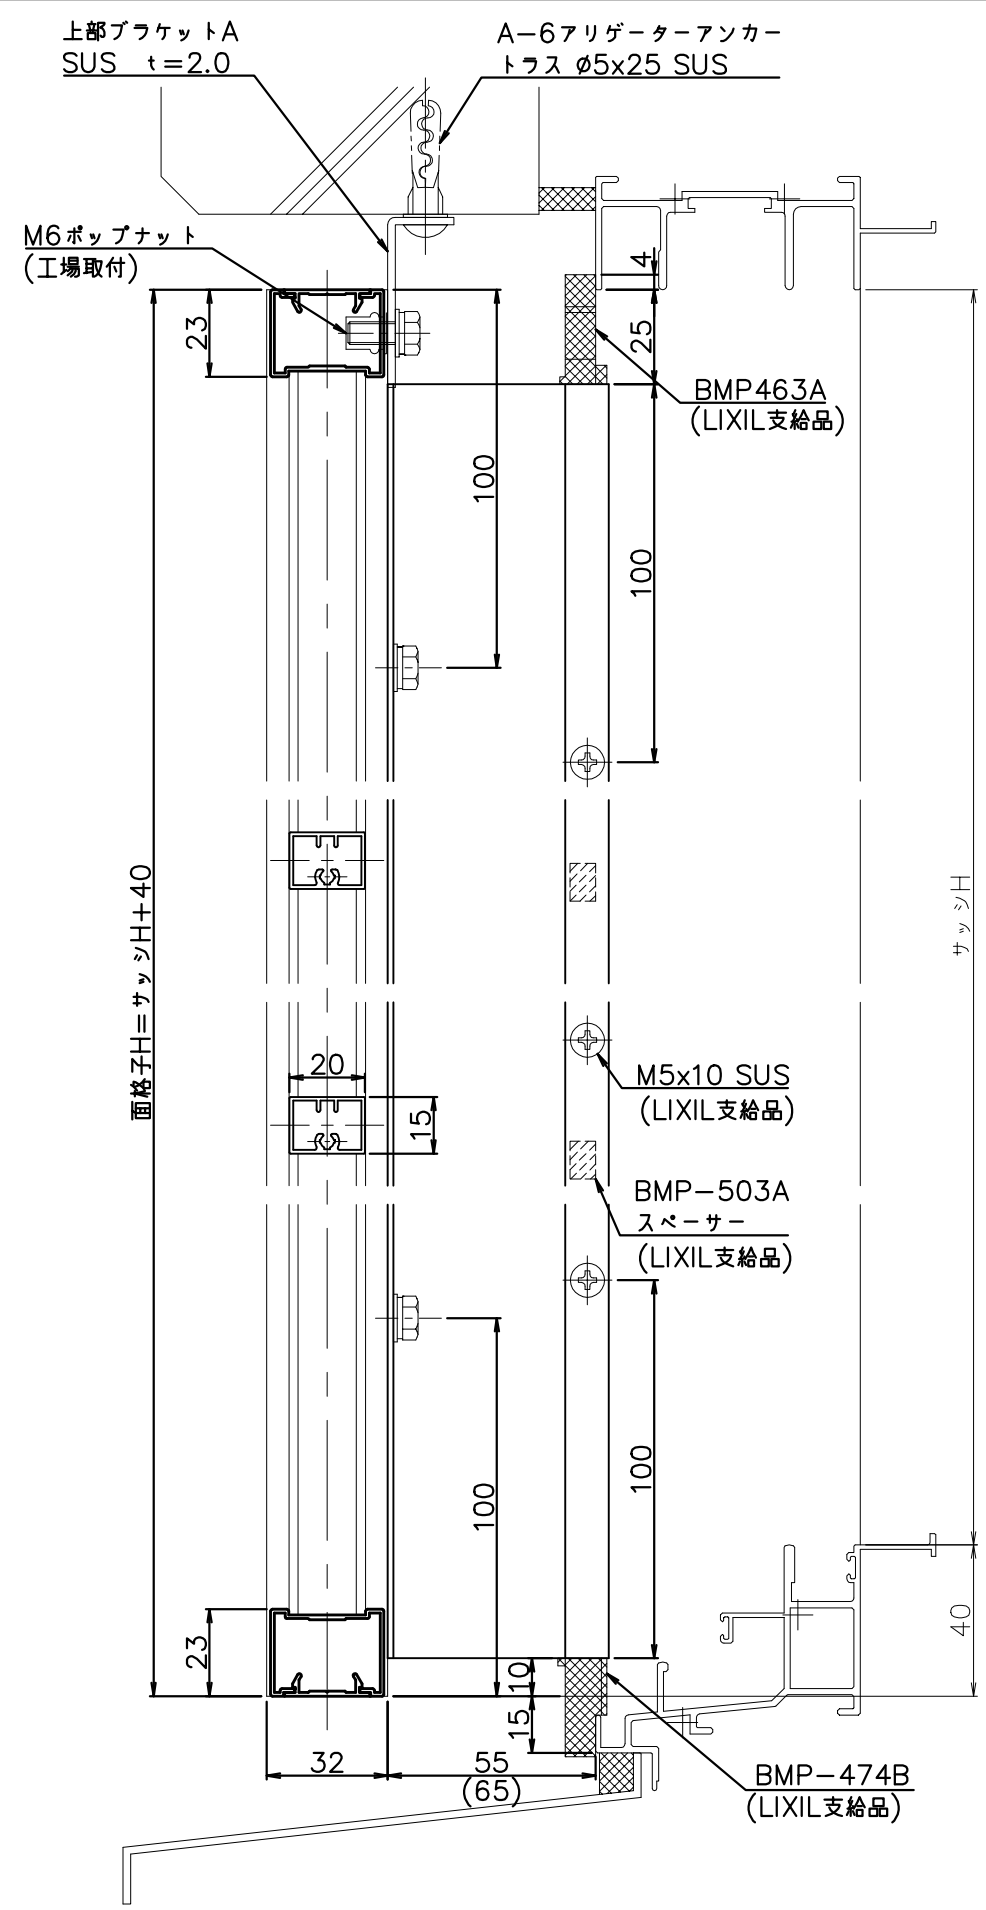 上部ブラケットA
SUS t=2.0
A-6アリゲーターアンカー
トラス φ5x25 SUS
M6ポップナット
(工場取付)
4
23
25
BMP463A
(LIXIL支給品)
100
100
面格子H=サッシH+40
サッシH
20
M5x10 SUS
(LIXIL支給品)
15
BMP-503A
スペーサー
(LIXIL支給品)
100
100
40
23
10
15
32
55
(65)
BMP-474B
(LIXIL支給品)